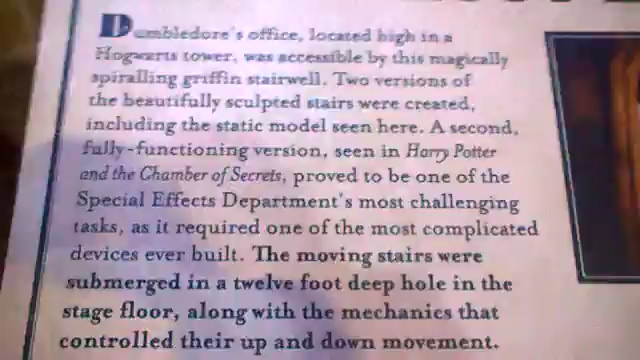 Dumbledore's office, located high in a
Hogwarts tower, was accessible by this magically
spiralling griffin stairwell. Two versions of
the beautifully sculpted stairs were created,
including the static model seen here. A second,
fully-functioning version, seen in Harry Potter
and the Chamber of Secrets, proved to be one of the
Special Effects Department's most challenging
tasks, as it required one of the most complicated
devices ever built. The moving stairs were
submerged in a twelve foot deep hole in the
stage floor, along with the mechanics that
controlled their up and down movement.